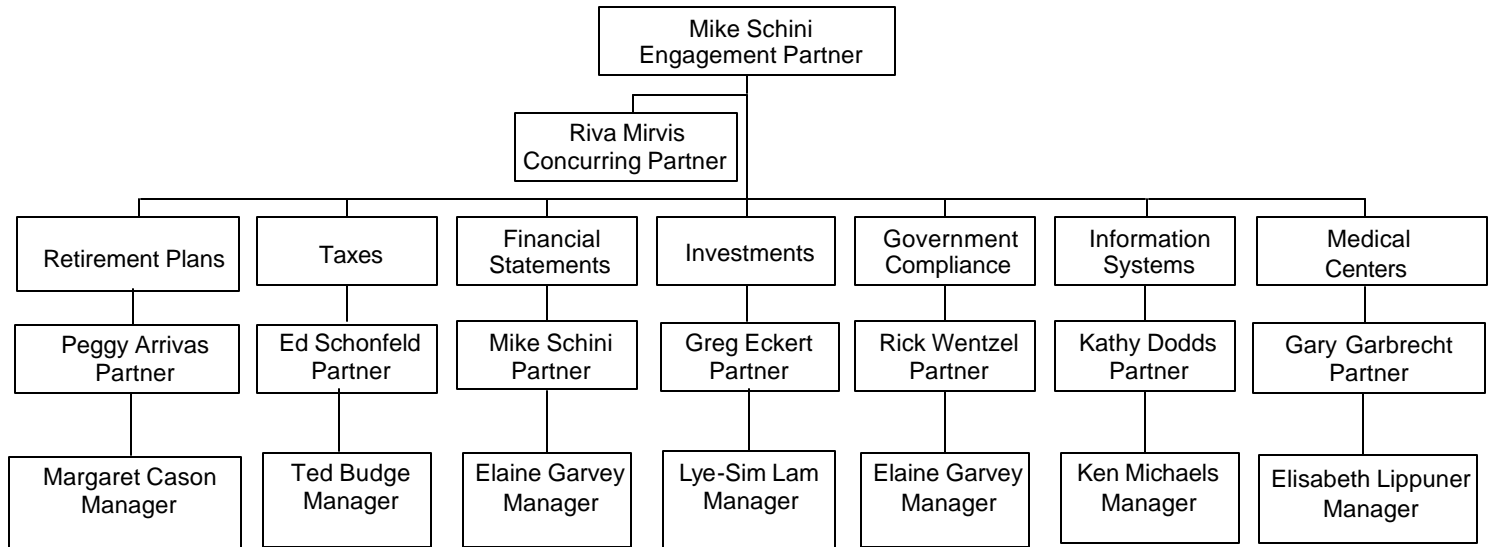 Mike Schini
Engagement Partner
Riva Mirvis
Concurring Partner
Retirement Plans
Taxes
Financial
Statements
Investments
Government
Compliance
Information
Systems
Medical
Centers
Peggy Arrivas
Partner
Ed Schonfeld
Partner
Mike Schini
Partner
Greg Eckert
Partner
Rick Wentzel
Partner
Kathy Dodds
Partner
Gary Garbrecht
Partner
Margaret Cason
Manager
Ted Budge
Manager
Elaine Garvey
Manager
Lye-Sim Lam
Manager
Elaine Garvey
Manager
Ken Michaels
Manager
Elisabeth Lippuner
Manager